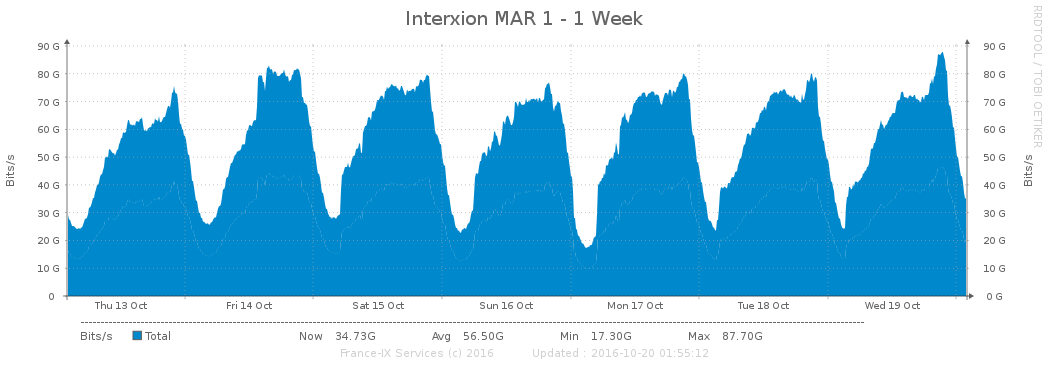 Interxion MAR 1 - 1 Week
RRDTOOL / TOBI OETIKER
Bits/s
90 G 90 G
80 G 80 G
70 G 70 G
60 G 60 G
50 G 50 G
40 G 40 G
30 G 30 G
20 G 20 G
10 G 10 G
0 0 G
Bits/s
Thu 13 Oct Fri 14 Oct Sat 15 Oct Sun 16 Oct Mon 17 Oct Tue 18 Oct Wed 19 Oct
Bits/s Total Now 34.73G Avg 56.50G Min 17.30G Max 87.70G
France-IX Services (c) 2016 Updated : 2016-10-20 01:55:12